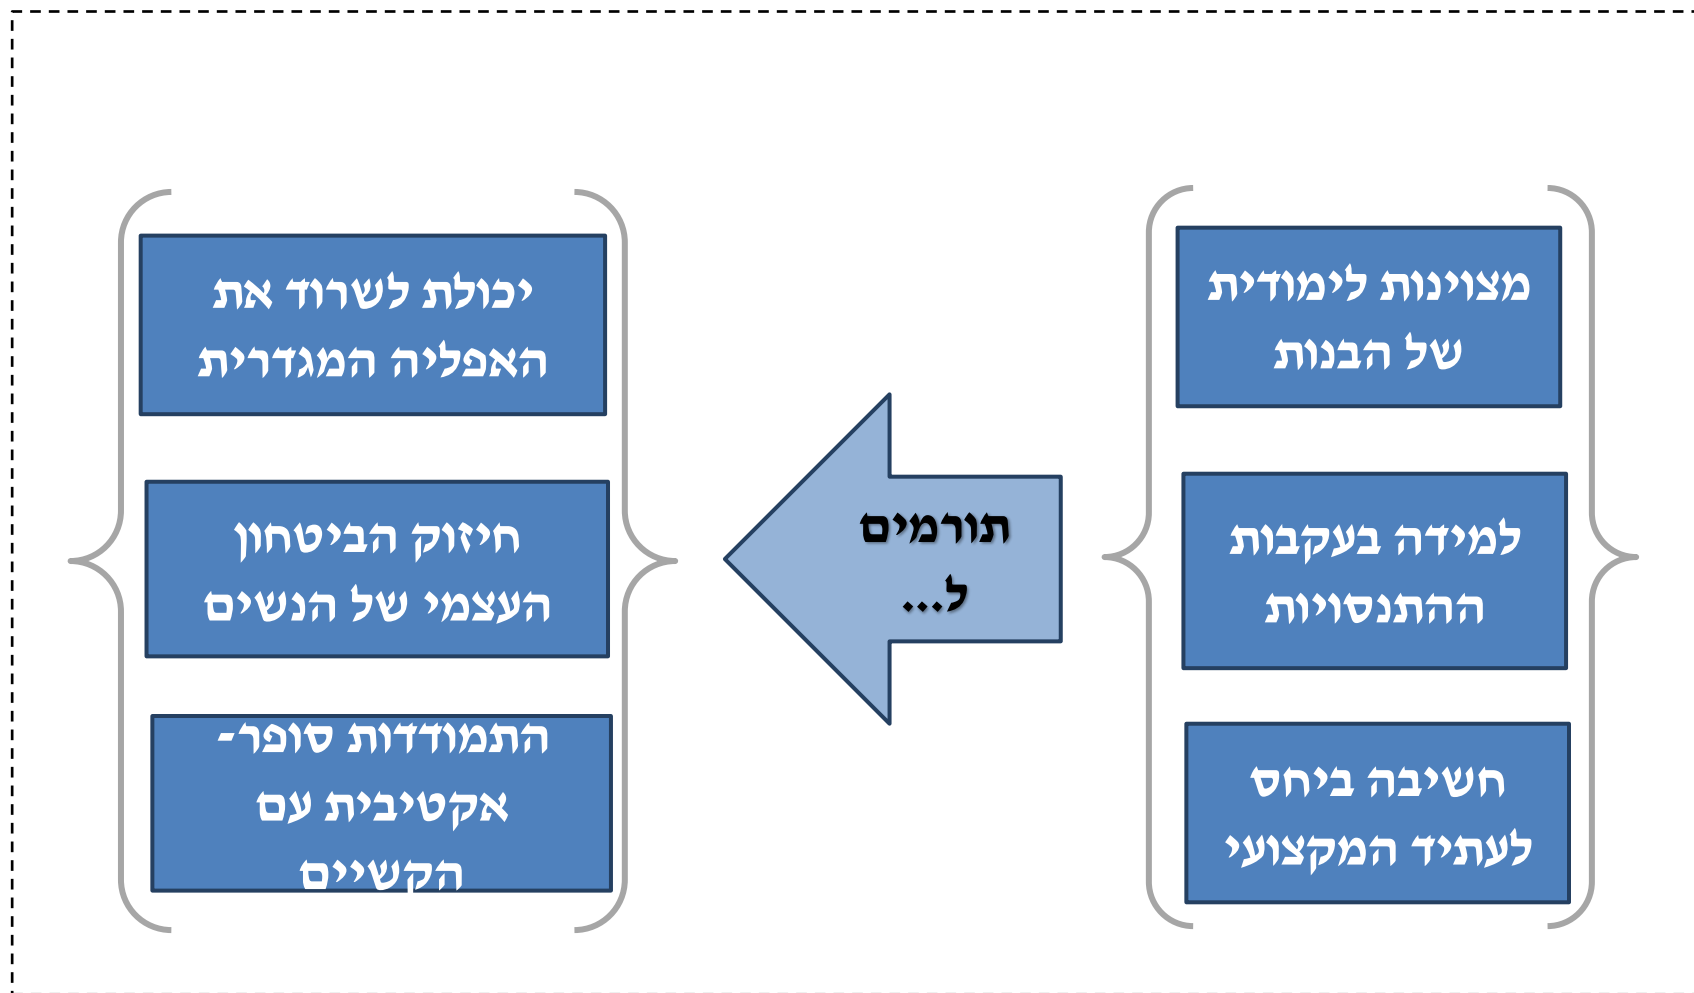 מצוינות לימודית
של הבנות
למידה בעקבות
ההתנסויות
חשיבה ביחס
לעתיד המקצועי
תורמים
ל...
יכולת לשרוד את
האפליה המגדרית
חיזוק הביטחון
העצמי של הנשים
התמודדות סופר-
אקטיבית עם
הקשיים